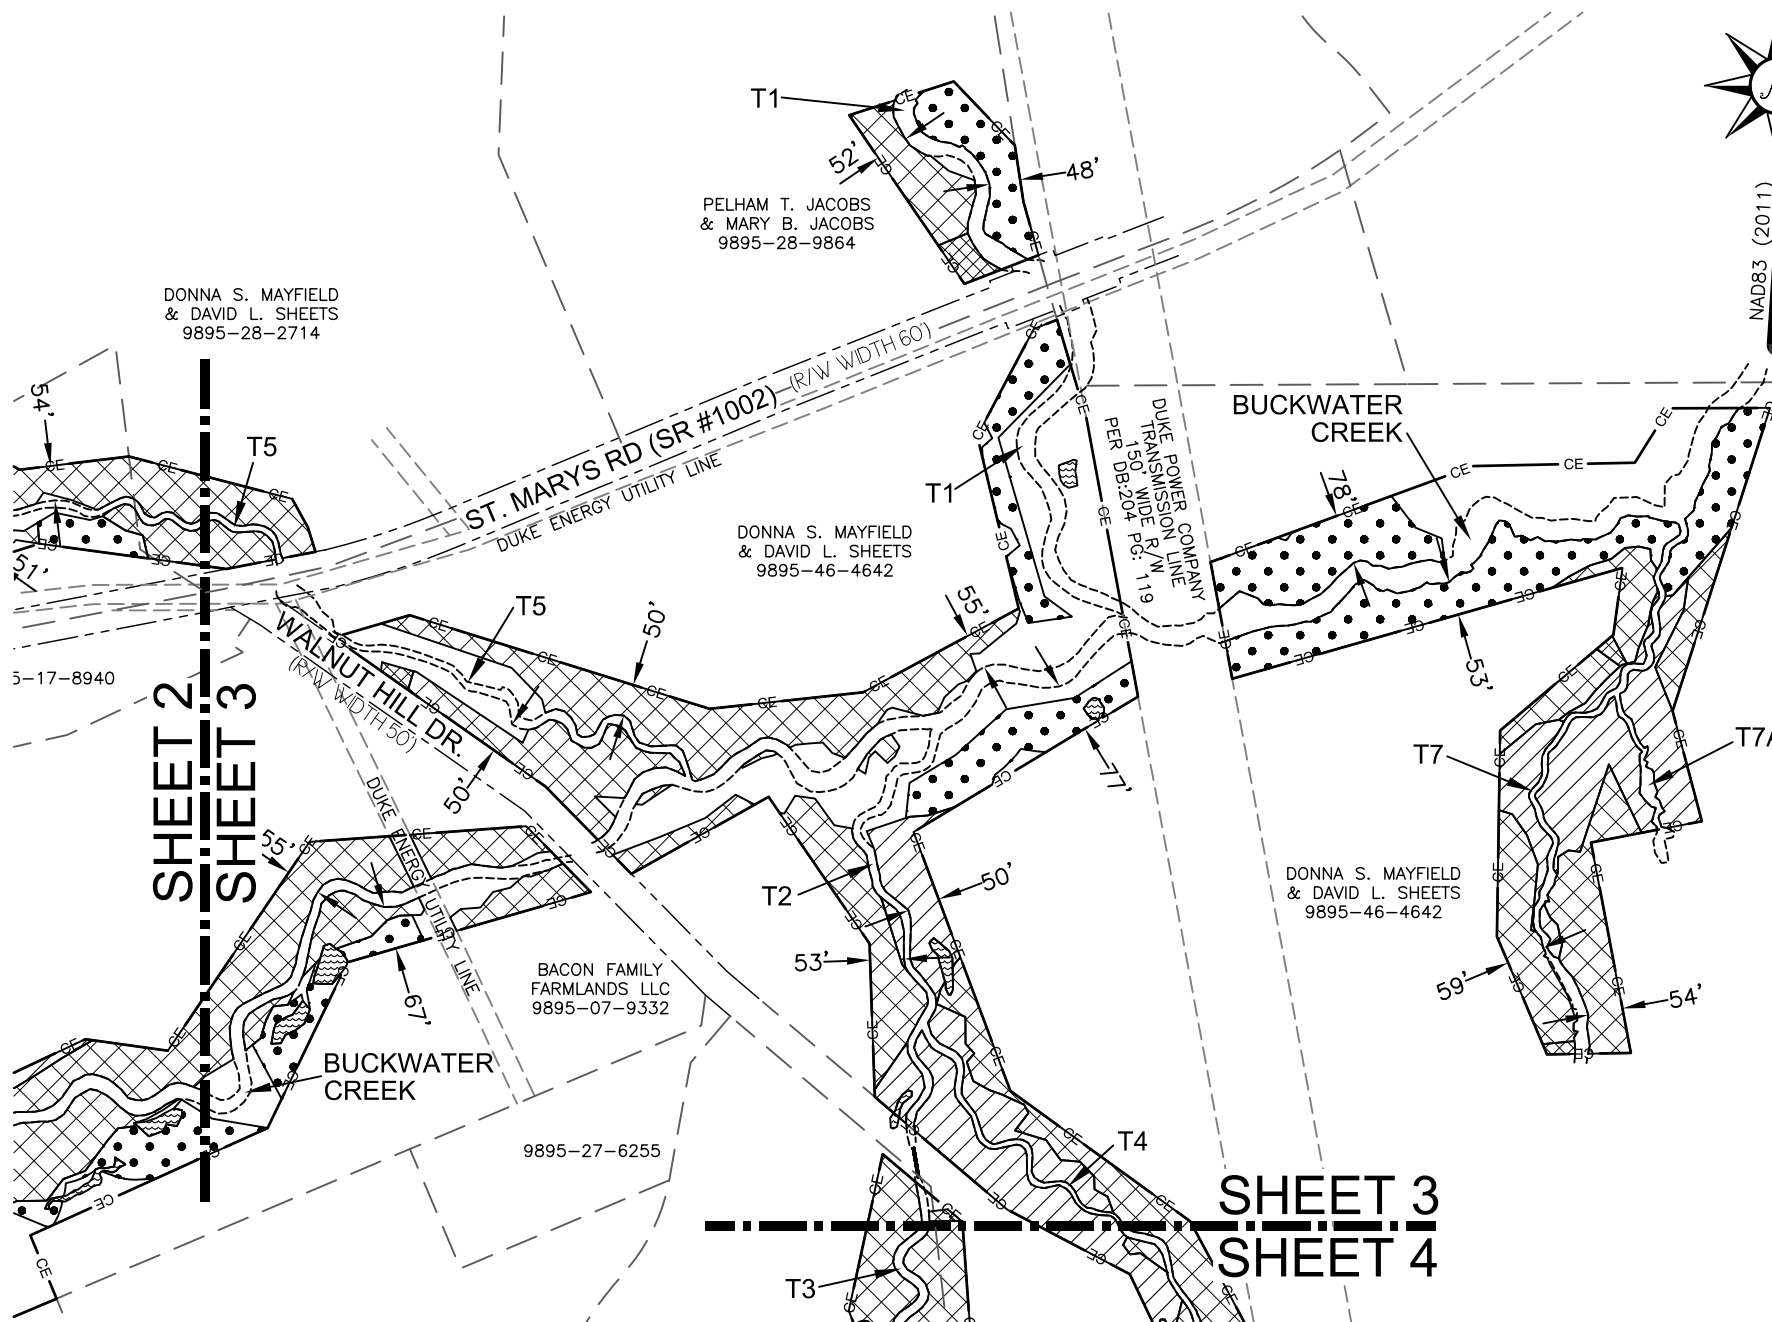 T1
52'
48'
PELHAM T. JACOBS
& MARY B. JACOBS
9895-28-9864
NAD83 (2011)
DONNA S. MAYFIELD
& DAVID L. SHEETS
9895-28-2714
54'
T5
51'
ST. MARYS RD (SR #1002) (R/W WIDTH 60')
DUKE ENERGY UTILITY LINE
T1
DUKE POWER COMPANY
TRANSMISSION LINE
150' WIDE R/W
PER DB:204 PG: 119
BUCKWATER
CREEK
78'
DONNA S. MAYFIELD
& DAVID L. SHEETS
9895-46-4642
55'
T5
50'
WALNUT HILL DR.
(R/W WIDTH 50')
5-17-8940
SHEET 2
SHEET 3
50'
DUKE ENERGY UTILITY LINE
77'
53'
T7
T7A
55'
T2
50'
53'
DONNA S. MAYFIELD
& DAVID L. SHEETS
9895-46-4642
59'
54'
67'
BACON FAMILY
FARMLANDS LLC
9895-07-9332
BUCKWATER
CREEK
9895-27-6255
T4
SHEET 3
SHEET 4
T3
CE